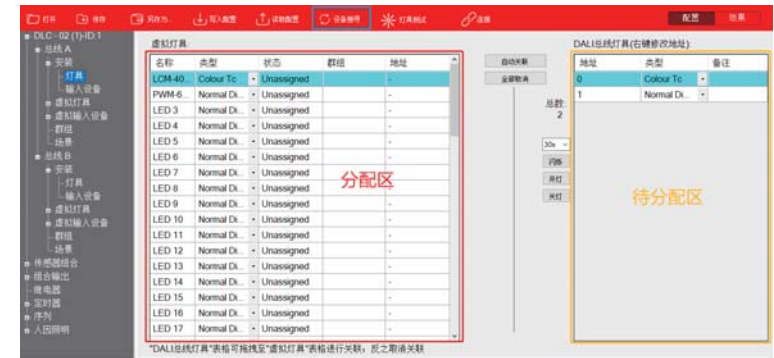 打开
保存
另存为
写入配置
读取配置
设备搜寻
灯具测试
连接
配置
效果
DLC - 02 (1)-ID:1
总线 A
安装
灯具
输入设备
虚拟灯具
虚拟输入设备
群组
场景
总线 B
安装
灯具
输入设备
虚拟灯具
虚拟输入设备
群组
场景
传感器组合
组合输出
继电器
定时器
序列
人因照明
虚拟灯具:
名称 类型 状态 群组 地址
LCM-40... Colour Tc Unassigned -
PWM-6... Normal Di... Unassigned -
LED 3 Normal Di... Unassigned -
LED 4 Normal Di... Unassigned -
LED 5 Normal Di... Unassigned -
LED 6 Normal Di... Unassigned -
LED 7 Normal Di... Unassigned -
LED 8 Normal Di... Unassigned -
LED 9 Normal Di... Unassigned -
LED 10 Normal Di... Unassigned -
LED 11 Normal Di... Unassigned -
LED 12 Normal Di... Unassigned -
LED 13 Normal Di... Unassigned -
LED 14 Normal Di... Unassigned -
LED 15 Normal Di... Unassigned -
LED 16 Normal Di... Unassigned -
LED 17 Normal Di... Unassigned -
分配区
自动关联
全部取消
总数:
2
30s
闪烁
开灯
关灯
DALI总线灯具(右键修改地址):
地址 类型 备注
0 Colour Tc
1 Normal Di...
待分配区
"DALI总线灯具"表格可拖拽至"虚拟灯具"表格进行关联；反之取消关联